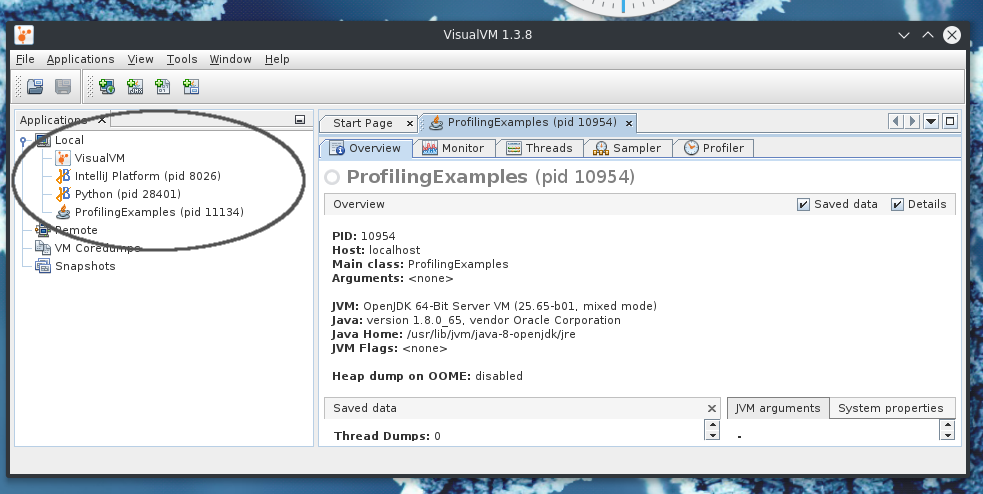 VisualVM 1.3.8
File Applications View Tools Window Help
Applications x
Local
VisualVM
IntelliJ Platform (pid 8026)
Python (pid 28401)
ProfilingExamples (pid 11134)
Remote
VM Coredumps
Snapshots
Start Page x ProfilingExamples (pid 10954) x
Overview Monitor Threads Sampler Profiler
ProfilingExamples (pid 10954)
Overview Saved data Details
PID: 10954
Host: localhost
Main class: ProfilingExamples
Arguments: <none>
JVM: OpenJDK 64-Bit Server VM (25.65-b01, mixed mode)
Java: version 1.8.0_65, vendor Oracle Corporation
Java Home: /usr/lib/jvm/java-8-openjdk/jre
JVM Flags: <none>
Heap dump on OOME: disabled
Saved data x JVM arguments System properties
Thread Dumps: 0 -